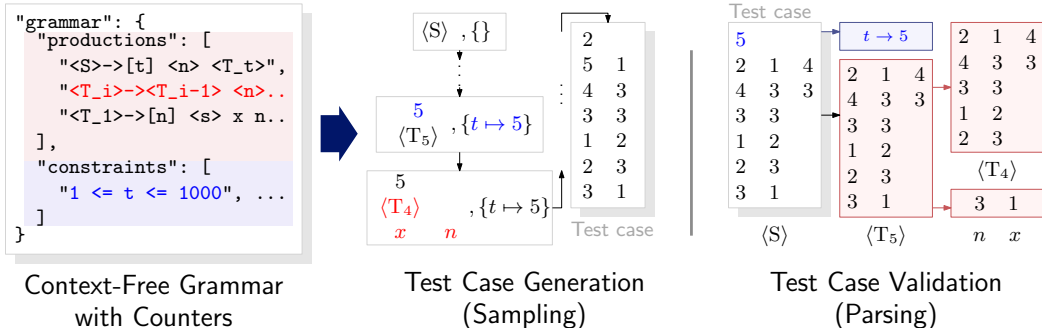 "grammar": {
"productions": [
"<S>->[t] <n> <T_t>",
"<T_i>-><T_i-1> <n>..
"<T_1>->[n] <s> x n..
],
"constraints": [
"1 <= t <= 1000", ...
]
}
Context-Free Grammar
with Counters
⟨S⟩ , {}
5
⟨T₅⟩ , {t ↦ 5}
5
⟨T₄⟩ , {t ↦ 5}
x n
2
5 1
4 3
3 3
1 2
2 3
3 1
Test case
Test Case Generation
(Sampling)
Test case
5
2 1 4
4 3 3
3 3
1 2
2 3
3 1
⟨S⟩
t → 5
2 1 4
4 3 3
3 3
1 2
2 3
3 1
⟨T₅⟩
2 1 4
4 3 3
3 3
1 2
2 3
⟨T₄⟩
3 1
n x
Test Case Validation
(Parsing)